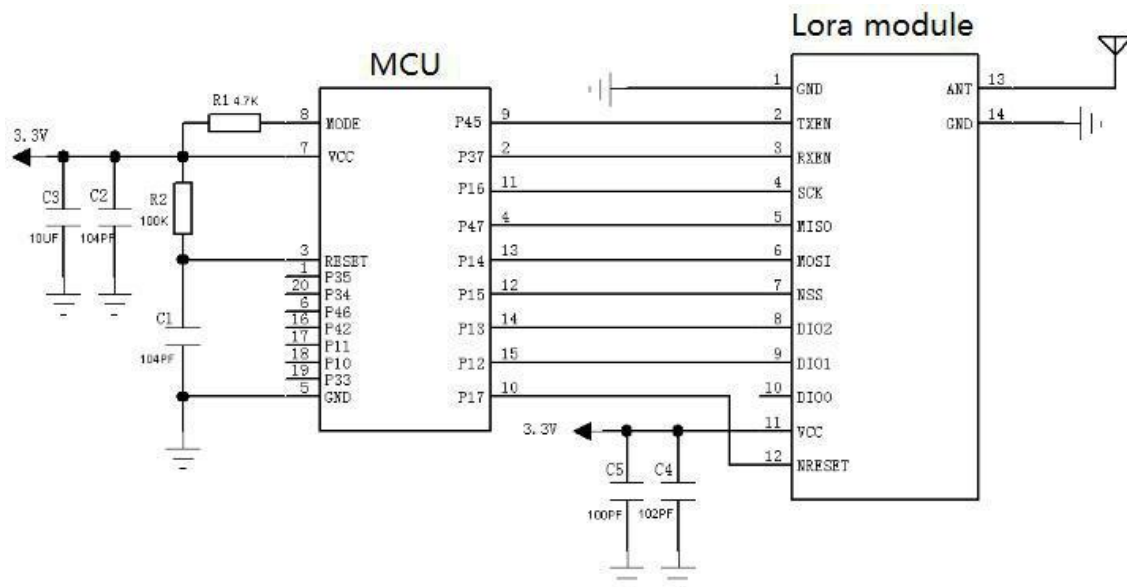 Lora module
MCU
R1 4.7K
3.3V
C3
10UF
C2
104PF
R2
100K
C1
104PF
8 MODE
7 VCC
3 RESET
1 P35
20 P34
6 P46
16 P42
17 P11
18 P10
19 P33
5 GND
P45 9
P37 2
P16 11
P47 4
P14 13
P15 12
P13 14
P12 15
P17 10
1 GND
2 TXEN
3 RXEN
4 SCK
5 MISO
6 MOSI
7 NSS
8 DIO2
9 DIO1
10 DIO0
11 VCC
12 NRESET
ANT 13
GND 14
3.3V
C5
100PF
C4
102PF